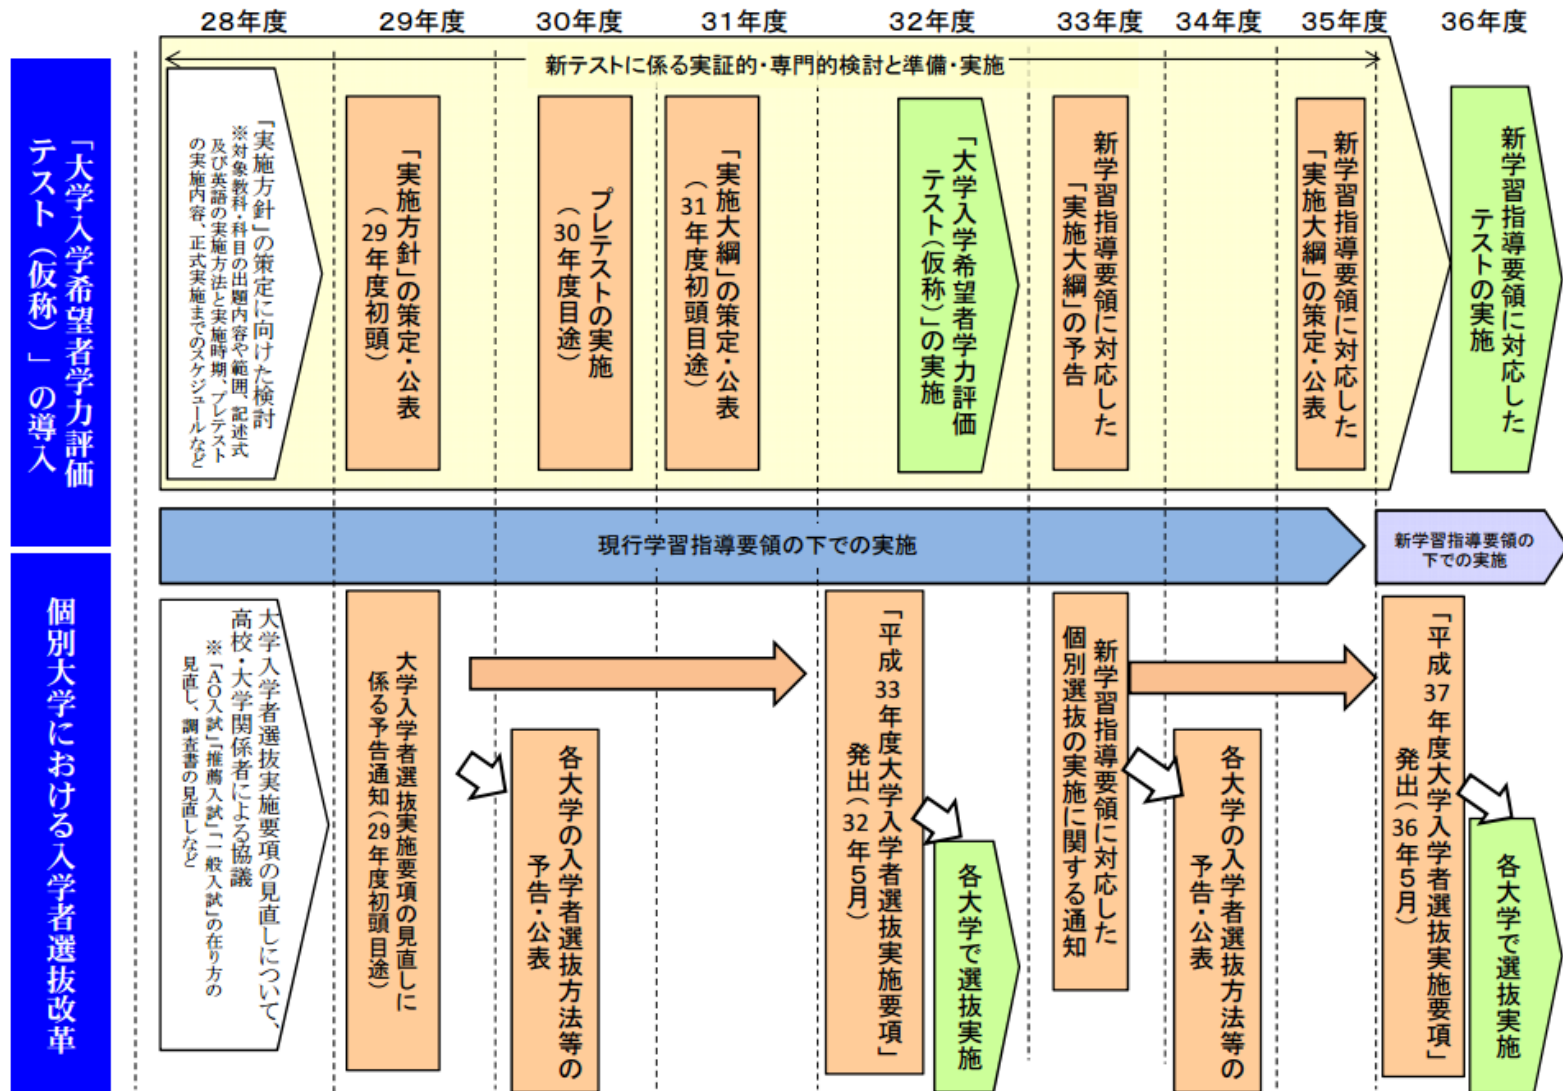 28年度 29年度 30年度 31年度 32年度 33年度 34年度 35年度 36年度
「大学入学希望者学力評価
テスト（仮称）」の導入
新テストに係る実証的・専門的検討と準備・実施
「実施方針」の策定に向けた検討
※対象教科・科目の出題内容や範囲、記述式
及び英語の実施方法と実施時期、プレテスト
の実施内容、正式実施までのスケジュールなど
「実施方針」の策定・公表
（29年度初頭）
プレテストの実施
（30年度目途）
「実施大綱」の策定・公表
（31年度初頭目途）
「大学入学希望者学力評価
テスト（仮称）」の実施
新学習指導要領に対応した
「実施大綱」の予告
新学習指導要領に対応した
「実施大綱」の策定・公表
新学習指導要領に対応した
テストの実施
現行学習指導要領の下での実施
新学習指導要領の
下での実施
個別大学における入学者選抜改革
大学入学者選抜実施要項の見直しについて、
高校・大学関係者による協議
※「AO入試」「推薦入試」「一般入試」の在り方の
見直し、調査書の見直しなど
大学入学者選抜実施要項の見直しに
係る予告通知（29年度初頭目途）
各大学の入学者選抜方法等の
予告・公表
「平成33年度大学入学者選抜実施要項」
発出（32年5月）
各大学で選抜実施
新学習指導要領に対応した
個別選抜の実施に関する通知
各大学の入学者選抜方法等の
予告・公表
「平成37年度大学入学者選抜実施要項」
発出（36年5月）
各大学で選抜実施